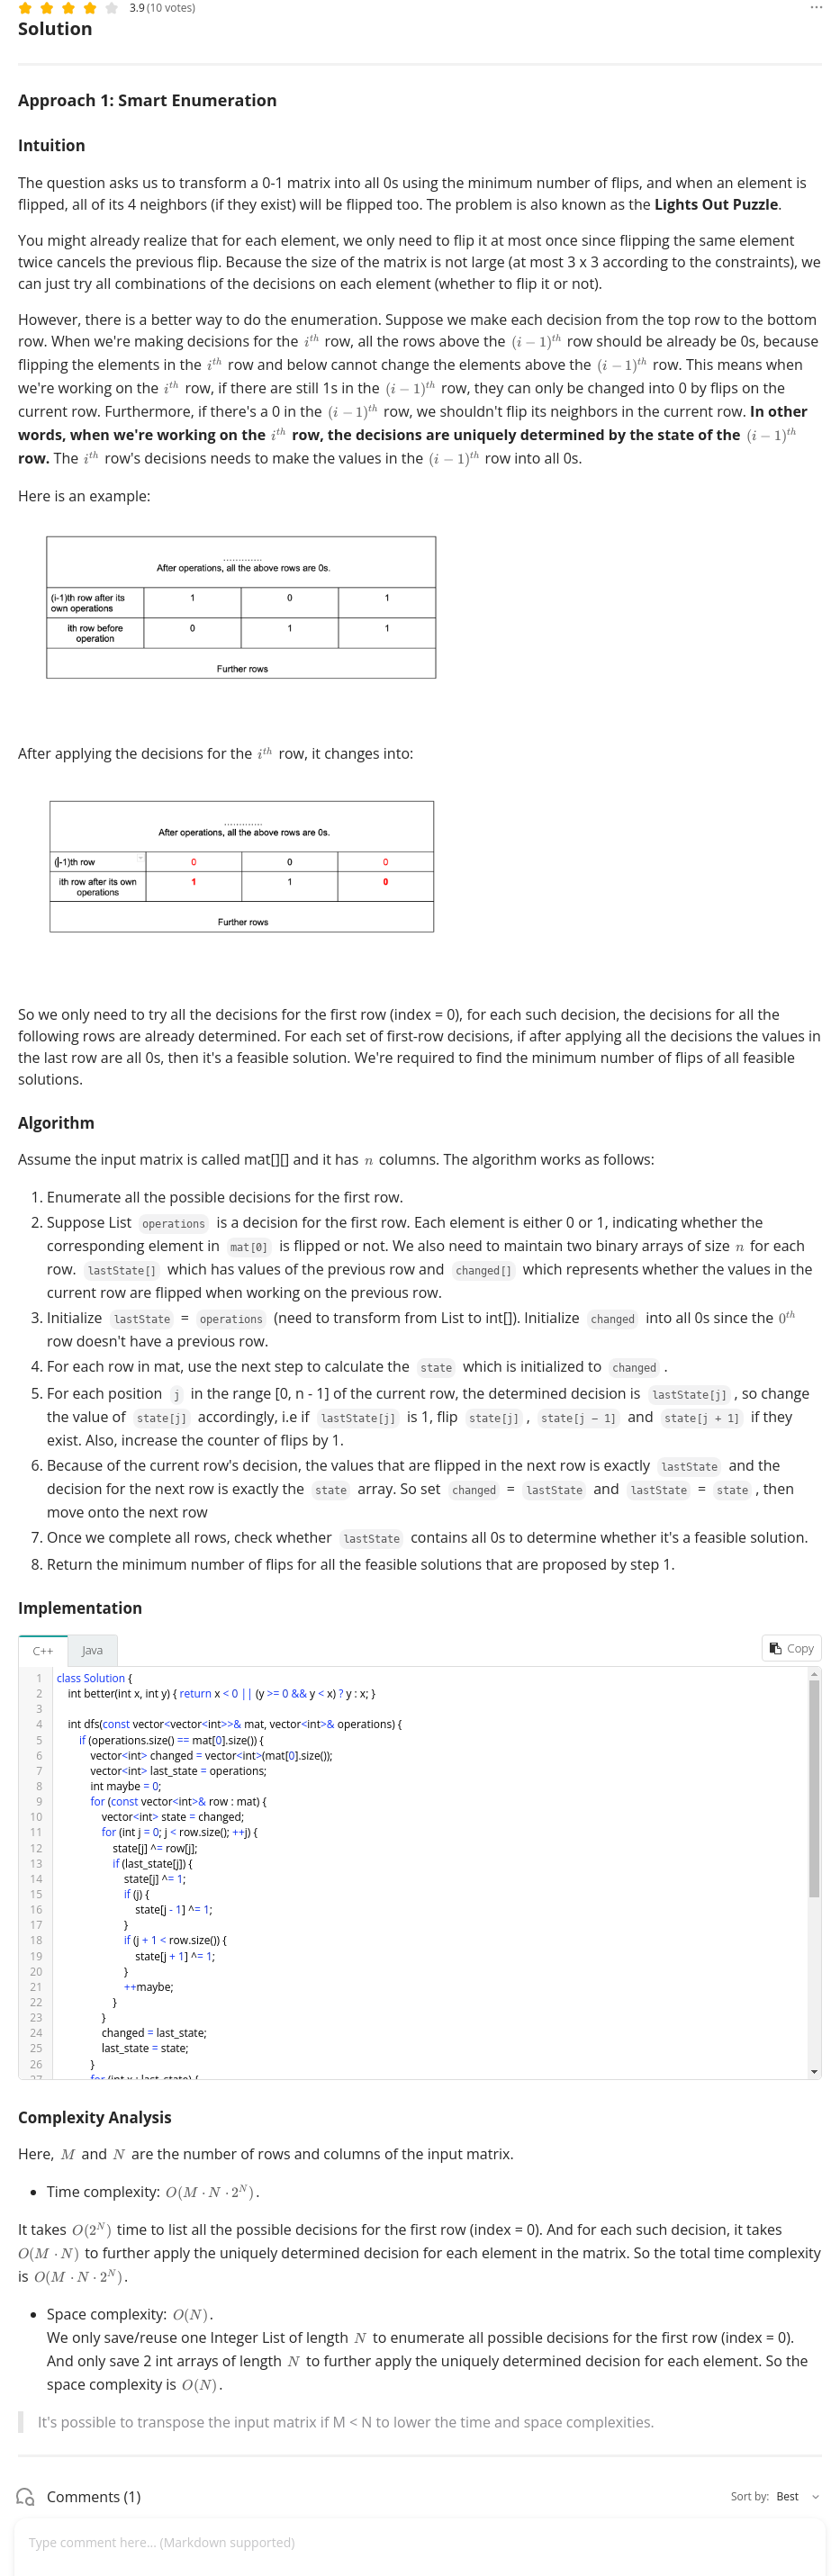 3.9 (10 votes)
Solution
Approach 1: Smart Enumeration
Intuition
The question asks us to transform a 0-1 matrix into all 0s using the minimum number of flips, and when an element is
flipped, all of its 4 neighbors (if they exist) will be flipped too. The problem is also known as the Lights Out Puzzle.
You might already realize that for each element, we only need to flip it at most once since flipping the same element
twice cancels the previous flip. Because the size of the matrix is not large (at most 3 x 3 according to the constraints), we
can just try all combinations of the decisions on each element (whether to flip it or not).
However, there is a better way to do the enumeration. Suppose we make each decision from the top row to the bottom
row. When we're making decisions for the i^th row, all the rows above the (i − 1)^th row should be already be 0s, because
flipping the elements in the i^th row and below cannot change the elements above the (i − 1)^th row. This means when
we're working on the i^th row, if there are still 1s in the (i − 1)^th row, they can only be changed into 0 by flips on the
current row. Furthermore, if there's a 0 in the (i − 1)^th row, we shouldn't flip its neighbors in the current row. In other
words, when we're working on the i^th row, the decisions are uniquely determined by the state of the (i − 1)^th
row. The i^th row's decisions needs to make the values in the (i − 1)^th row into all 0s.
Here is an example:
.............
After operations, all the above rows are 0s.
(i-1)th row after its
own operations
1 0 1
ith row before
operation
0 1 1
Further rows
After applying the decisions for the i^th row, it changes into:
.............
After operations, all the above rows are 0s.
(i-1)th row 0 0 0
ith row after its own
operations
1 1 0
Further rows
So we only need to try all the decisions for the first row (index = 0), for each such decision, the decisions for all the
following rows are already determined. For each set of first-row decisions, if after applying all the decisions the values in
the last row are all 0s, then it's a feasible solution. We're required to find the minimum number of flips of all feasible
solutions.
Algorithm
Assume the input matrix is called mat[][] and it has n columns. The algorithm works as follows:
1. Enumerate all the possible decisions for the first row.
2. Suppose List operations is a decision for the first row. Each element is either 0 or 1, indicating whether the
corresponding element in mat[0] is flipped or not. We also need to maintain two binary arrays of size n for each
row. lastState[] which has values of the previous row and changed[] which represents whether the values in the
current row are flipped when working on the previous row.
3. Initialize lastState = operations (need to transform from List to int[]). Initialize changed into all 0s since the 0^th
row doesn't have a previous row.
4. For each row in mat, use the next step to calculate the state which is initialized to changed .
5. For each position j in the range [0, n - 1] of the current row, the determined decision is lastState[j] , so change
the value of state[j] accordingly, i.e if lastState[j] is 1, flip state[j] , state[j − 1] and state[j + 1] if they
exist. Also, increase the counter of flips by 1.
6. Because of the current row's decision, the values that are flipped in the next row is exactly lastState and the
decision for the next row is exactly the state array. So set changed = lastState and lastState = state , then
move onto the next row
7. Once we complete all rows, check whether lastState contains all 0s to determine whether it's a feasible solution.
8. Return the minimum number of flips for all the feasible solutions that are proposed by step 1.
Implementation
C++ Java Copy
1 class Solution {
2 int better(int x, int y) { return x < 0 || (y >= 0 && y < x) ? y : x; }
3
4 int dfs(const vector<vector<int>>& mat, vector<int>& operations) {
5 if (operations.size() == mat[0].size()) {
6 vector<int> changed = vector<int>(mat[0].size());
7 vector<int> last_state = operations;
8 int maybe = 0;
9 for (const vector<int>& row : mat) {
10 vector<int> state = changed;
11 for (int j = 0; j < row.size(); ++j) {
12 state[j] ^= row[j];
13 if (last_state[j]) {
14 state[j] ^= 1;
15 if (j) {
16 state[j - 1] ^= 1;
17 }
18 if (j + 1 < row.size()) {
19 state[j + 1] ^= 1;
20 }
21 ++maybe;
22 }
23 }
24 changed = last_state;
25 last_state = state;
26 }
27 for (int x : last_state) {
Complexity Analysis
Here, M and N are the number of rows and columns of the input matrix.
• Time complexity: O(M · N · 2^N).
It takes O(2^N) time to list all the possible decisions for the first row (index = 0). And for each such decision, it takes
O(M · N) to further apply the uniquely determined decision for each element in the matrix. So the total time complexity
is O(M · N · 2^N).
• Space complexity: O(N).
We only save/reuse one Integer List of length N to enumerate all possible decisions for the first row (index = 0).
And only save 2 int arrays of length N to further apply the uniquely determined decision for each element. So the
space complexity is O(N).
It's possible to transpose the input matrix if M < N to lower the time and space complexities.
Comments (1)
Sort by: Best
Type comment here... (Markdown supported)